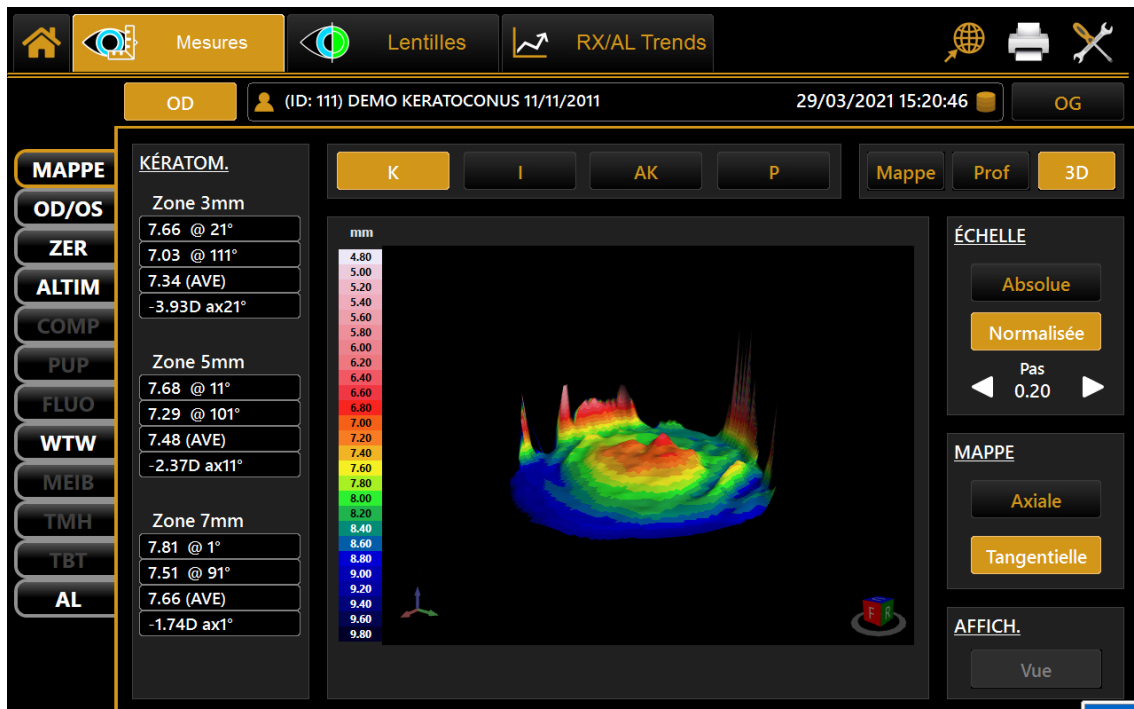 Mesures
Lentilles
RX/AL Trends
OD
(ID: 111) DEMO KERATOCONUS 11/11/2011
29/03/2021 15:20:46
OG
MAPPE
OD/OS
ZER
ALTIM
COMP
PUP
FLUO
WTW
MEIB
TMH
TBT
AL
KÉRATOM.
Zone 3mm
7.66 @ 21°
7.03 @ 111°
7.34 (AVE)
-3.93D ax21°
Zone 5mm
7.68 @ 11°
7.29 @ 101°
7.48 (AVE)
-2.37D ax11°
Zone 7mm
7.81 @ 1°
7.51 @ 91°
7.66 (AVE)
-1.74D ax1°
K
I
AK
P
Mappe
Prof
3D
mm
4.80
5.00
5.20
5.40
5.60
5.80
6.00
6.20
6.40
6.60
6.80
7.00
7.20
7.40
7.60
7.80
8.00
8.20
8.40
8.60
8.80
9.00
9.20
9.40
9.60
9.80
F R
ÉCHELLE
Absolue
Normalisée
Pas
0.20
MAPPE
Axiale
Tangentielle
AFFICH.
Vue